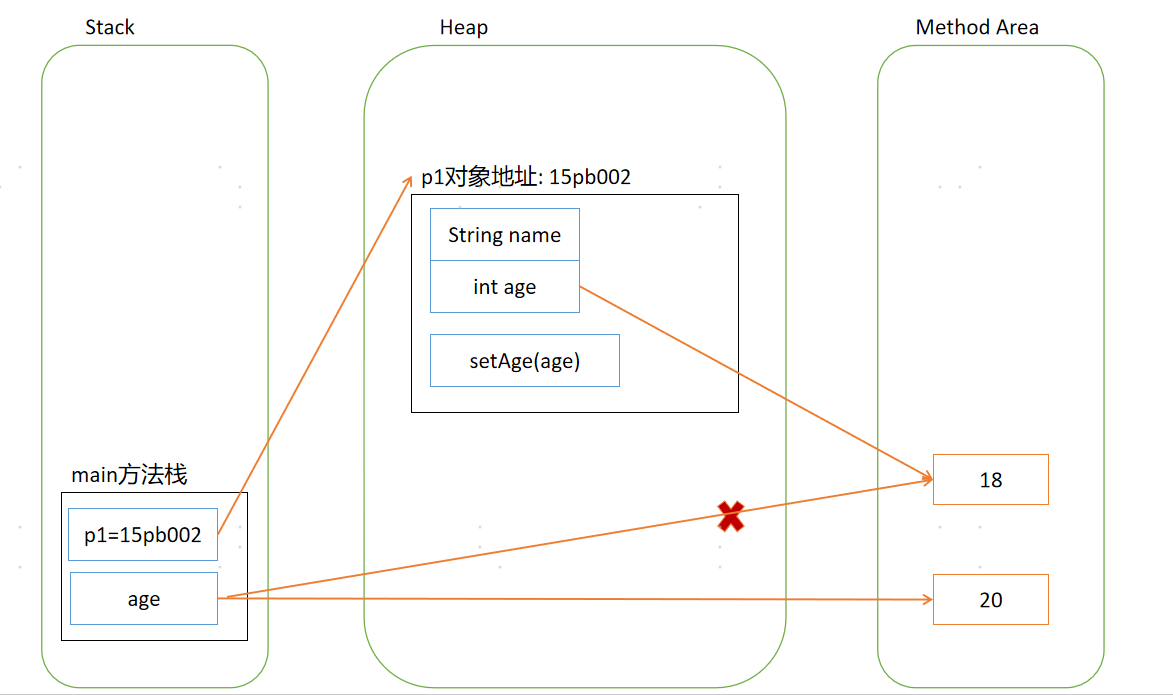 Stack
Heap
Method Area
p1对象地址: 15pb002
String name
int age
setAge(age)
main方法栈
p1=15pb002
age
18
20